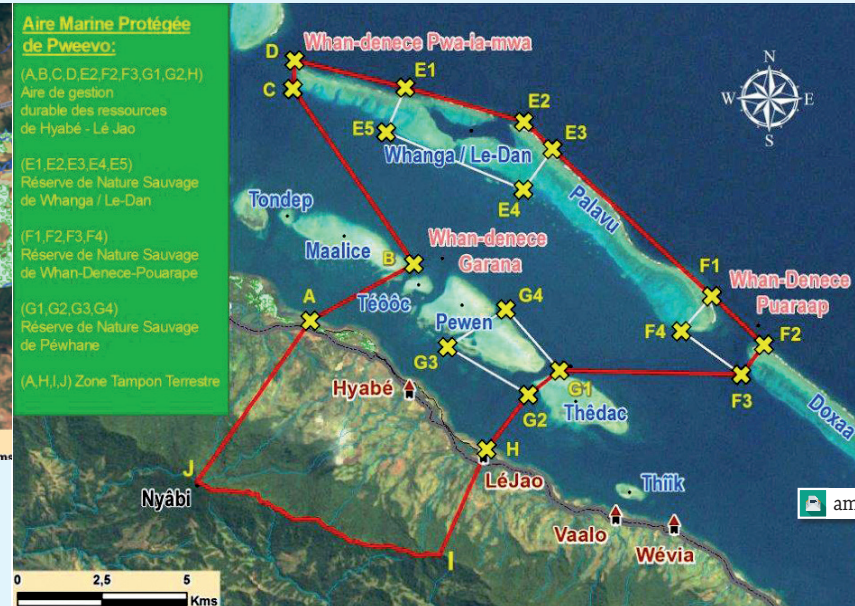 Aire Marine Protégée
de Pweevo:
(A,B,C,D,E2,F2,F3,G1,G2,H)
Aire de gestion
durable des ressources
de Hyabé - Lé Jao
(E1,E2,E3,E4,E5)
Réserve de Nature Sauvage
de Whanga / Le-Dan
(F1,F2,F3,F4)
Réserve de Nature Sauvage
de Whan-Denece-Pouarape
(G1,G2,G3,G4)
Réserve de Nature Sauvage
de Péwhane
(A,H,I,J) Zone Tampon Terrestre
D
Whan-denece Pwa-ia-mwa
C
E1
E2
E5
E3
Whanga / Le-Dan
E4
Palavu
N
W
E
S
Tondep
Maalice
B
Whan-denece
Garana
A
Téôôc
Pewen
G4
G3
F1
Whan-Denece
Puaraap
F4
F2
F3
G1
G2
Hyabé
Thêdac
Doxaa
H
LéJao
J
Nyâbi
Thîîk
Vaalo
Wévia
I
am
ms
0
2,5
5
Kms